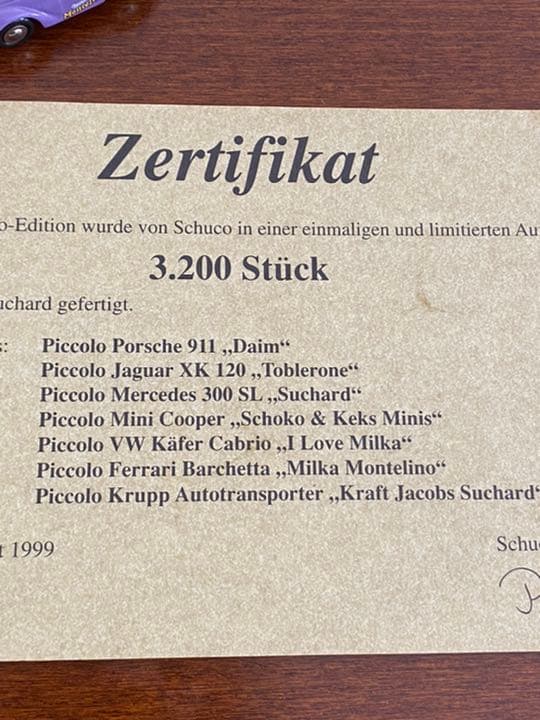 Zertifikat
o-Edition wurde von Schuco in einer einmaligen und limitierten Au
3.200 Stück
uchard gefertigt.
s: Piccolo Porsche 911 „Daim“
Piccolo Jaguar XK 120 „Toblerone“
Piccolo Mercedes 300 SL „Suchard“
Piccolo Mini Cooper „Schoko & Keks Minis“
Piccolo VW Käfer Cabrio „I Love Milka“
Piccolo Ferrari Barchetta „Milka Montelino“
Piccolo Krupp Autotransporter „Kraft Jacobs Suchard“
t 1999
Schuc